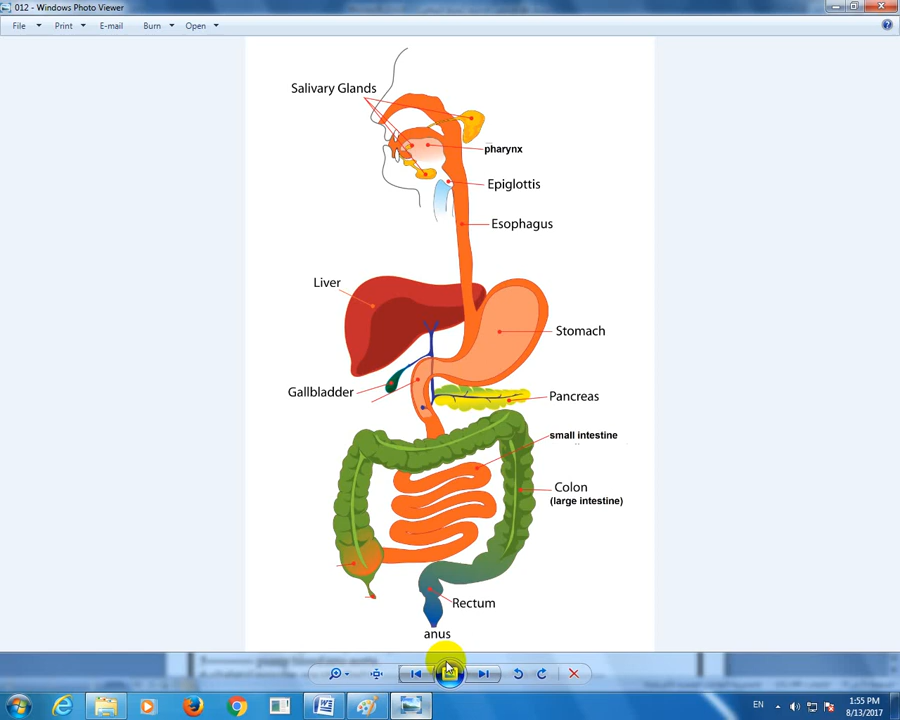 012 - Windows Photo Viewer
File Print E-mail Burn Open
Salivary Glands
pharynx
Epiglottis
Esophagus
Liver
Stomach
Gallbladder
Pancreas
small intestine
Colon
(large intestine)
Rectum
anus
EN
1:55 PM
8/13/2017